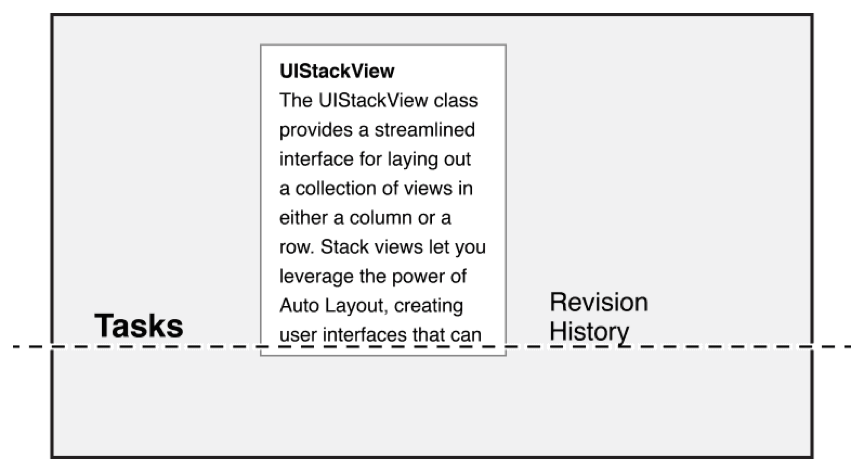 UIStackView
The UIStackView class
provides a streamlined
interface for laying out
a collection of views in
either a column or a
row. Stack views let you
leverage the power of
Auto Layout, creating
user interfaces that can
Tasks
Revision
History